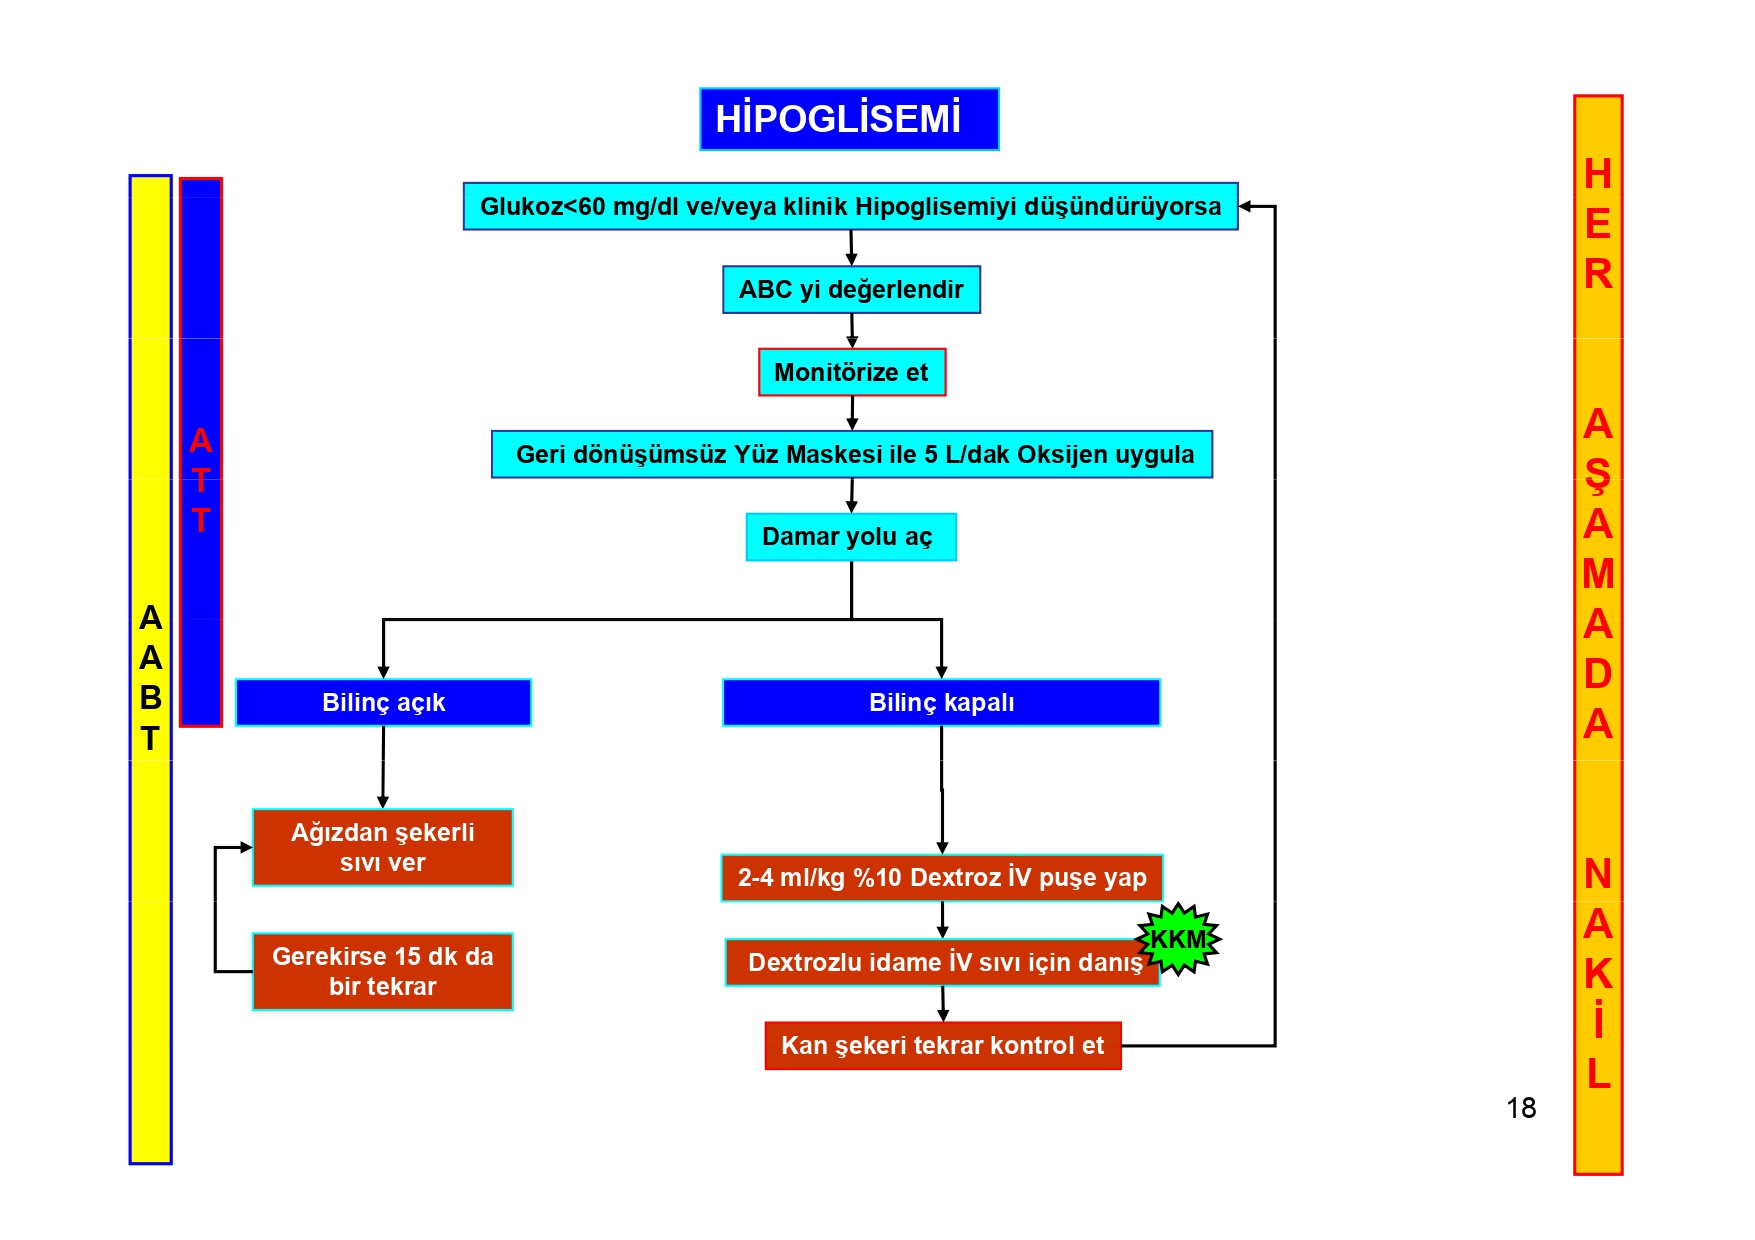 HİPOGLİSEMİ
Glukoz<60 mg/dl ve/veya klinik Hipoglisemiyi düşündürüyorsa
ABC yi değerlendir
Monitörize et
Geri dönüşümsüz Yüz Maskesi ile 5 L/dak Oksijen uygula
Damar yolu aç
Bilinç açık
Bilinç kapalı
Ağızdan şekerli
sıvı ver
Gerekirse 15 dk da
bir tekrar
2-4 ml/kg %10 Dextroz İV puşe yap
KKM
Dextrozlu idame İV sıvı için danış
Kan şekeri tekrar kontrol et
AABT
ATT
HER AŞAMADA NAKİL
18